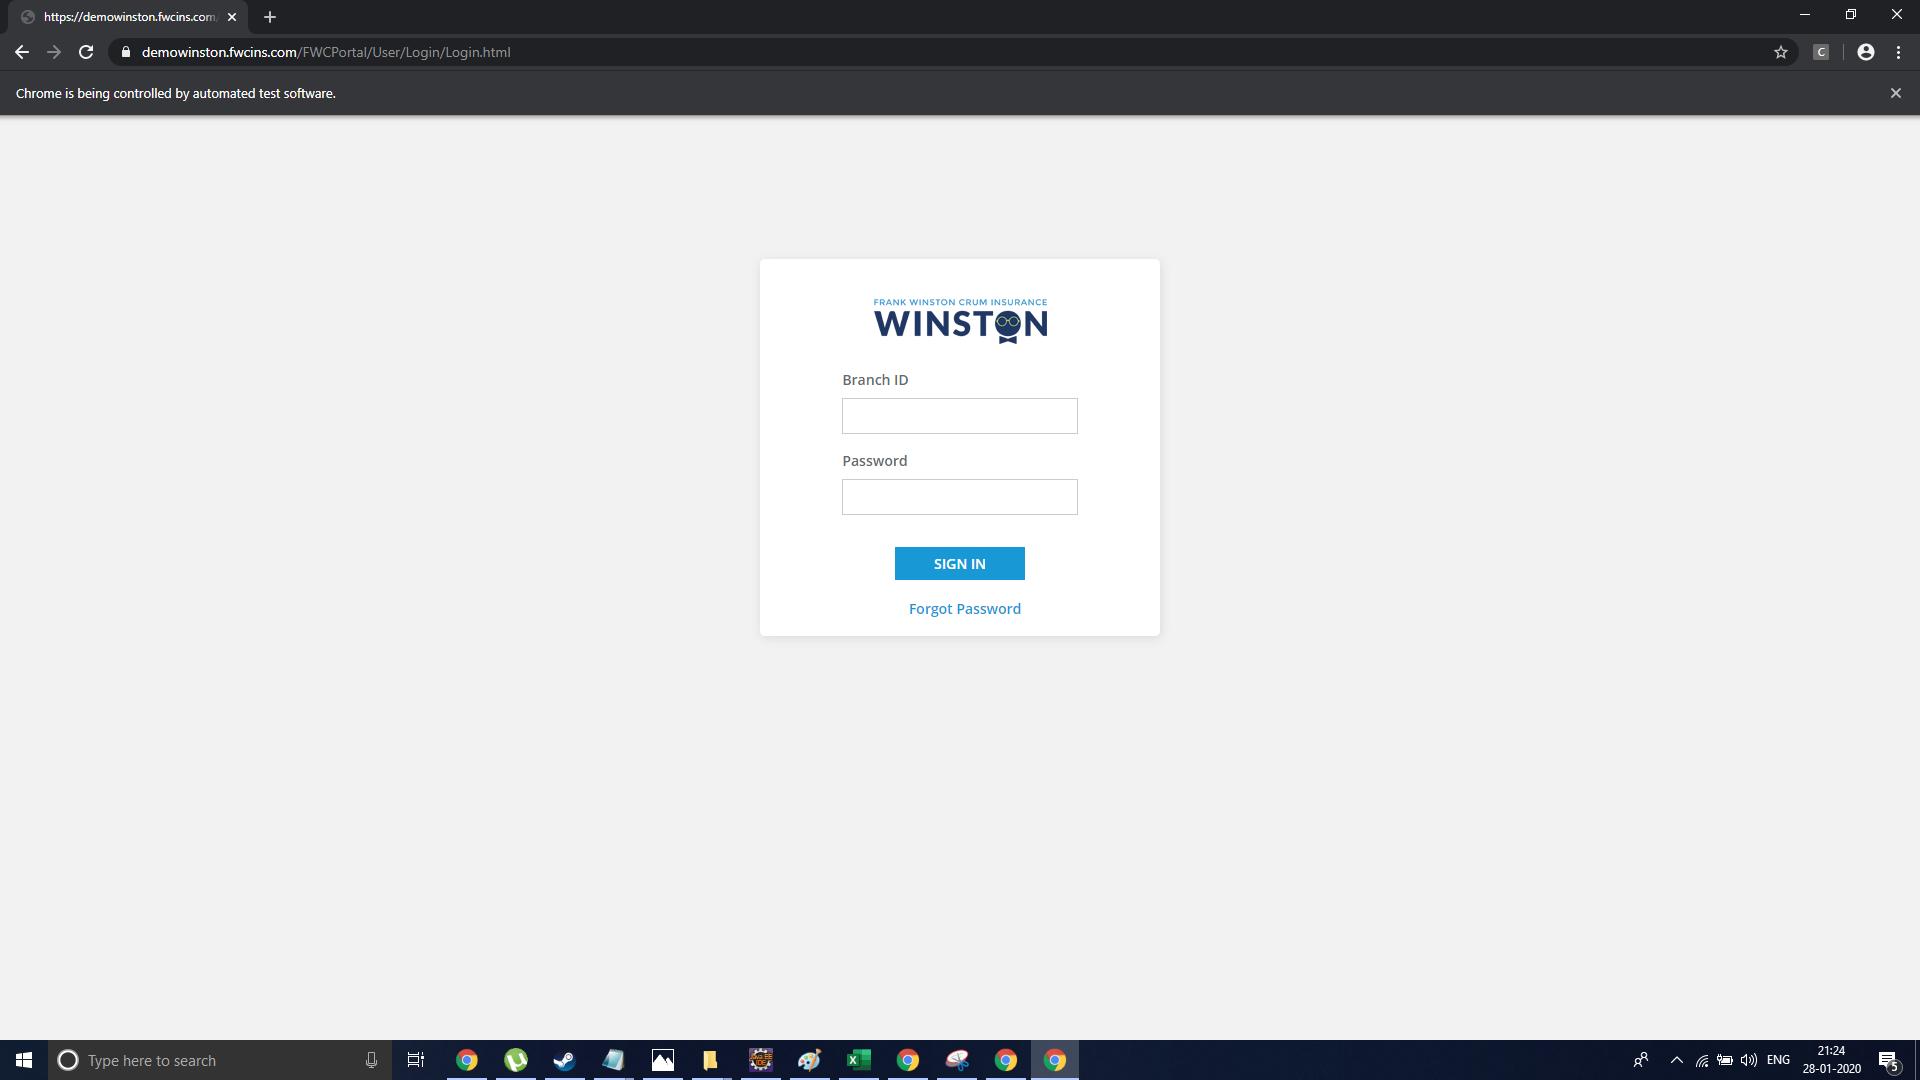 https://demowinston.fwcins.com/
demowinston.fwcins.com/FWCPortal/User/Login/Login.html
C
Chrome is being controlled by automated test software.
FRANK WINSTON CRUM INSURANCE
WINSTON
Branch ID
Password
SIGN IN
Forgot Password
Type here to search
ENG
21:24
28-01-2020
5